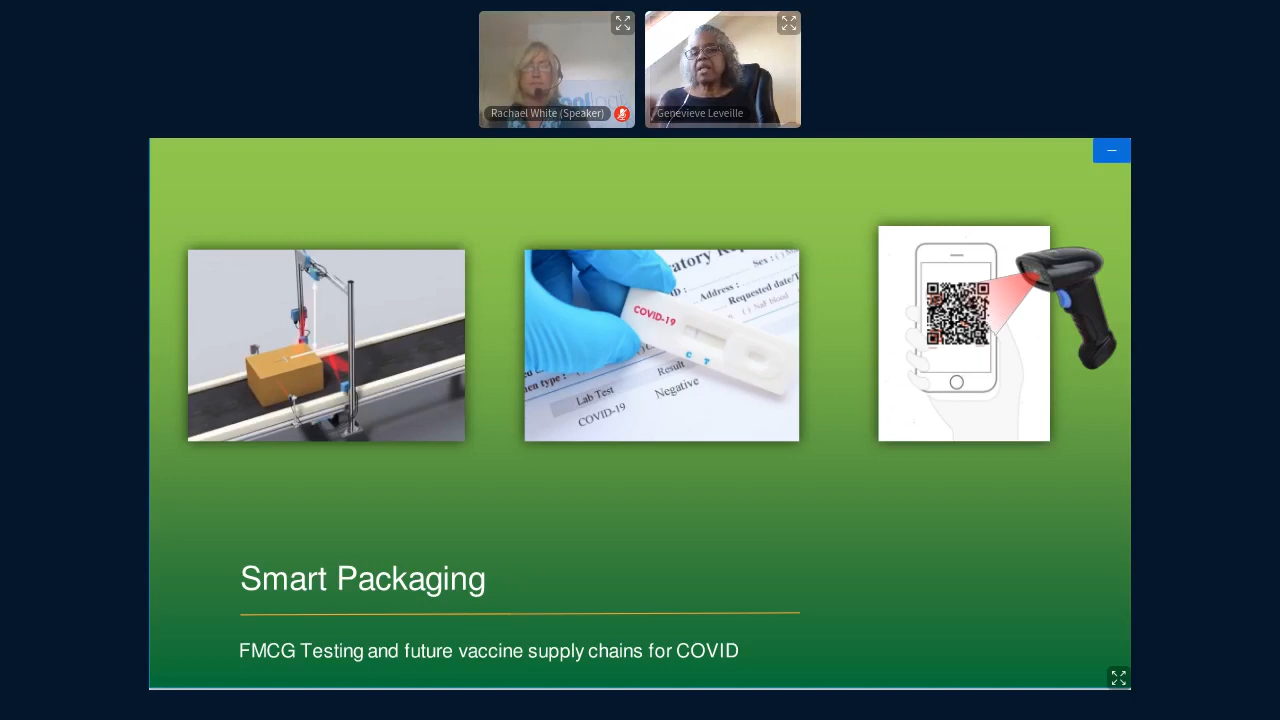 Rachael White (Speaker)
Genevieve Leveille
Sex :
Address :
Requested date/
COVID-19
C T
Result
Lab Test
Negative
COVID-19
Smart Packaging
FMCG Testing and future vaccine supply chains for COVID